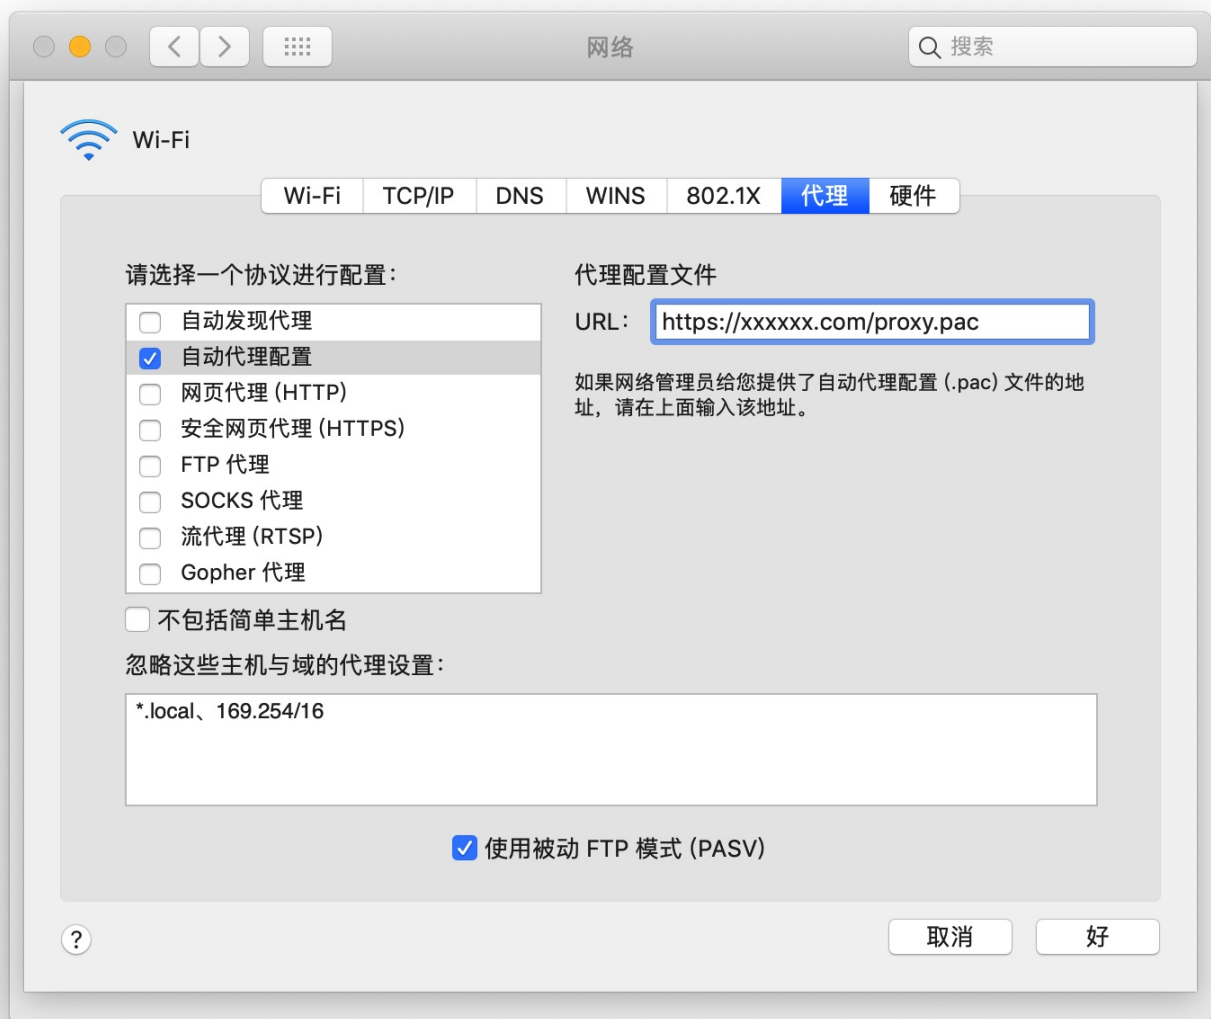 网络
搜索
Wi-Fi
Wi-Fi TCP/IP DNS WINS 802.1X 代理 硬件
请选择一个协议进行配置：
自动发现代理
自动代理配置
网页代理 (HTTP)
安全网页代理 (HTTPS)
FTP 代理
SOCKS 代理
流代理 (RTSP)
Gopher 代理
代理配置文件
URL： https://xxxxxx.com/proxy.pac
如果网络管理员给您提供了自动代理配置 (.pac) 文件的地
址，请在上面输入该地址。
不包括简单主机名
忽略这些主机与域的代理设置：
*.local、169.254/16
使用被动 FTP 模式 (PASV)
?
取消
好